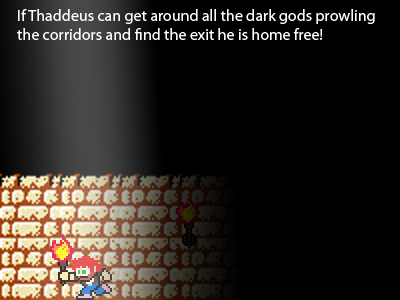 If Thaddeus can get around all the dark gods prowling
the corridors and find the exit he is home free!